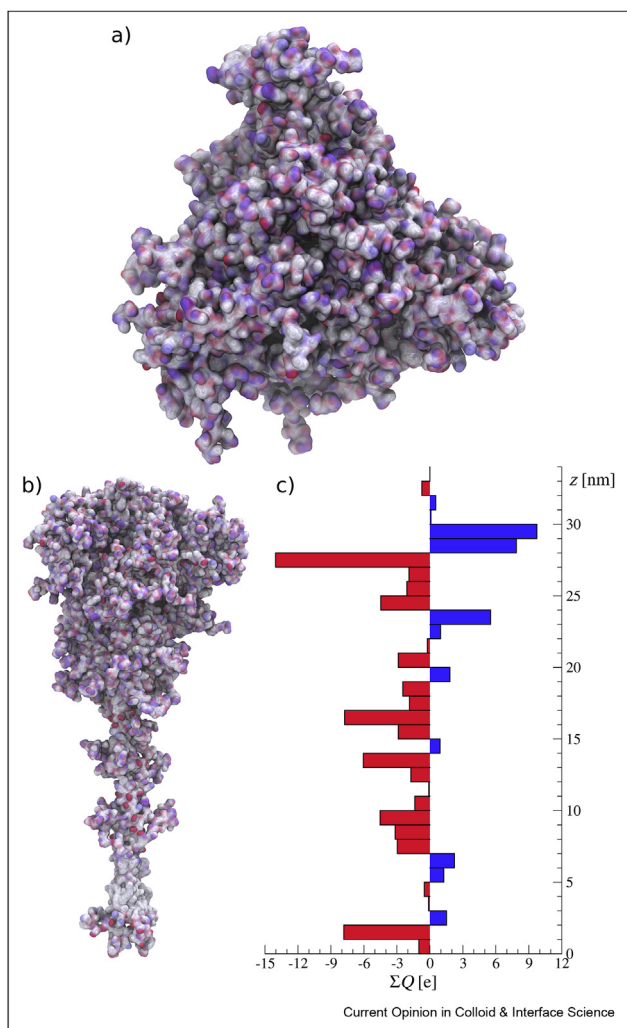 a)
b)
c)
z [nm]
30
25
20
15
10
5
0
-15 -12 -9 -6 -3 0 3 6 9 12
ΣQ [e]
Current Opinion in Colloid & Interface Science